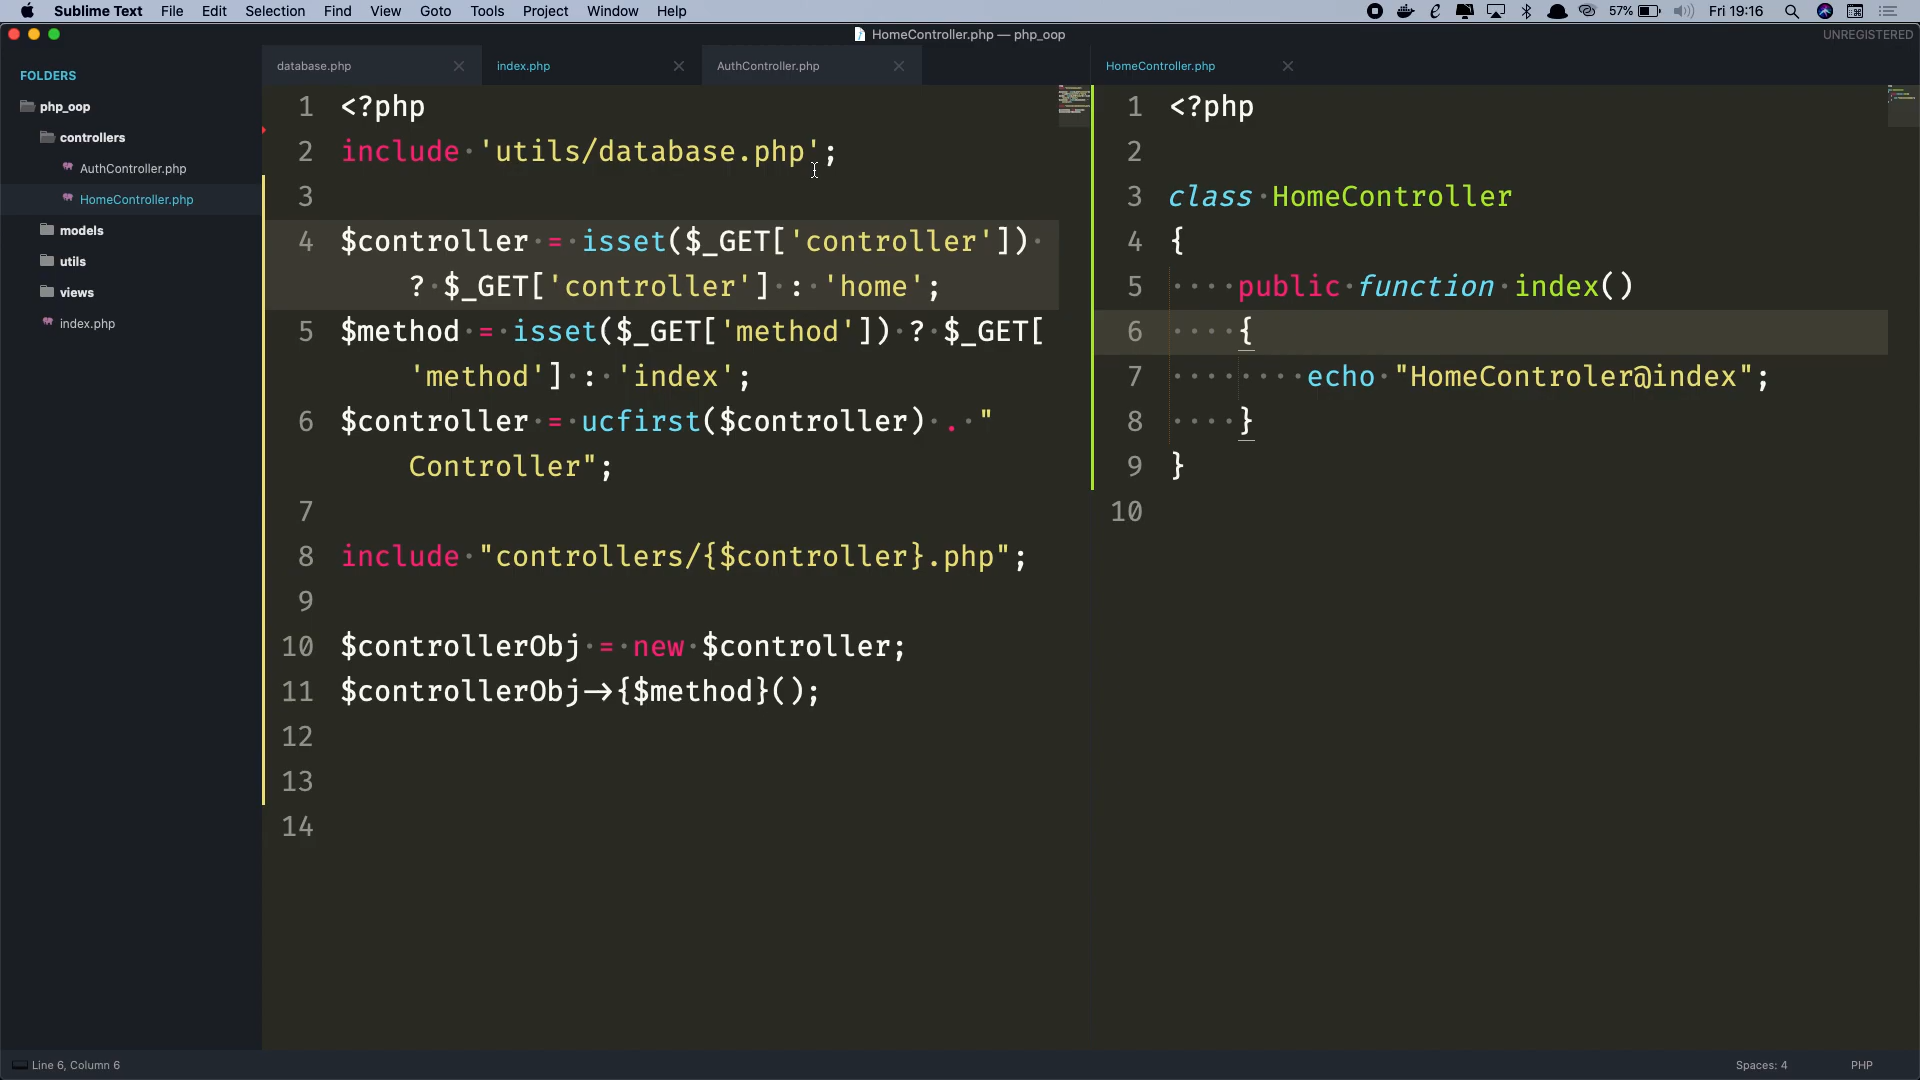 Sublime Text File Edit Selection Find View Goto Tools Project Window Help 57% Fri 19:16
HomeController.php — php_oop UNREGISTERED
FOLDERS
php_oop
controllers
AuthController.php
HomeController.php
models
utils
views
index.php
database.php index.php AuthController.php
1 <?php
2 include 'utils/database.php';
3
4 $controller = isset($_GET['controller'])
? $_GET['controller'] : 'home';
5 $method = isset($_GET['method']) ? $_GET[
'method'] : 'index';
6 $controller = ucfirst($controller) . "
Controller";
7
8 include "controllers/{$controller}.php";
9
10 $controllerObj = new $controller;
11 $controllerObj->{$method}();
12
13
14
HomeController.php
1 <?php
2
3 class HomeController
4 {
5 public function index()
6 {
7 echo "HomeControler@index";
8 }
9 }
10
Line 6, Column 6 Spaces: 4 PHP